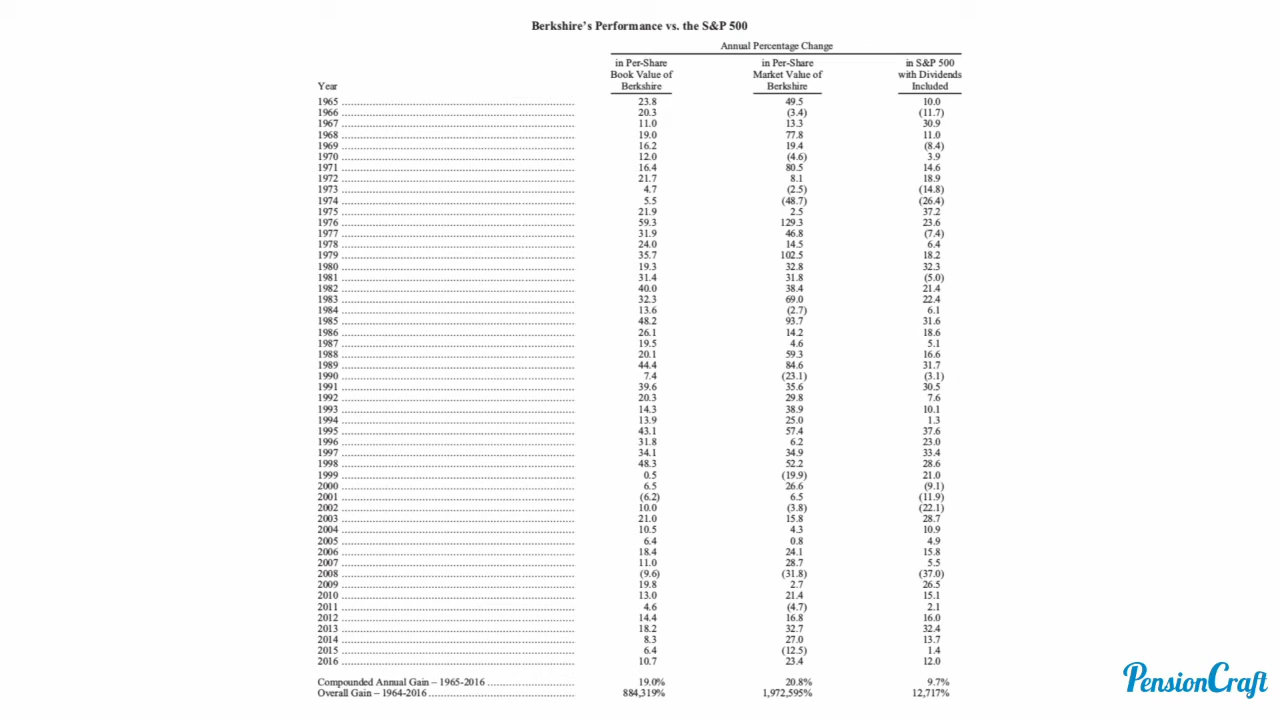 Berkshire's Performance vs. the S&P 500
Annual Percentage Change
in Per-Share in Per-Share in S&P 500
Book Value of Market Value of with Dividends
Year Berkshire Berkshire Included
1965 23.8 49.5 10.0
1966 20.3 (3.4) (11.7)
1967 11.0 13.3 30.9
1968 19.0 77.8 11.0
1969 16.2 19.4 (8.4)
1970 12.0 (4.6) 3.9
1971 16.4 80.5 14.6
1972 21.7 8.1 18.9
1973 4.7 (2.5) (14.8)
1974 5.5 (48.7) (26.4)
1975 21.9 2.5 37.2
1976 59.3 129.3 23.6
1977 31.9 46.8 (7.4)
1978 24.0 14.5 6.4
1979 35.7 102.5 18.2
1980 19.3 32.8 32.3
1981 31.4 31.8 (5.0)
1982 40.0 38.4 21.4
1983 32.3 69.0 22.4
1984 13.6 (2.7) 6.1
1985 48.2 93.7 31.6
1986 26.1 14.2 18.6
1987 19.5 4.6 5.1
1988 20.1 59.3 16.6
1989 44.4 84.6 31.7
1990 7.4 (23.1) (3.1)
1991 39.6 35.6 30.5
1992 20.3 29.8 7.6
1993 14.3 38.9 10.1
1994 13.9 25.0 1.3
1995 43.1 57.4 37.6
1996 31.8 6.2 23.0
1997 34.1 34.9 33.4
1998 48.3 52.2 28.6
1999 0.5 (19.9) 21.0
2000 6.5 26.6 (9.1)
2001 (6.2) 6.5 (11.9)
2002 10.0 (3.8) (22.1)
2003 21.0 15.8 28.7
2004 10.5 4.3 10.9
2005 6.4 0.8 4.9
2006 18.4 24.1 15.8
2007 11.0 28.7 5.5
2008 (9.6) (31.8) (37.0)
2009 19.8 2.7 26.5
2010 13.0 21.4 15.1
2011 4.6 (4.7) 2.1
2012 14.4 16.8 16.0
2013 18.2 32.7 32.4
2014 8.3 27.0 13.7
2015 6.4 (12.5) 1.4
2016 10.7 23.4 12.0
Compounded Annual Gain – 1965-2016 19.0% 20.8% 9.7%
Overall Gain – 1964-2016 884,319% 1,972,595% 12,717%
PensionCraft